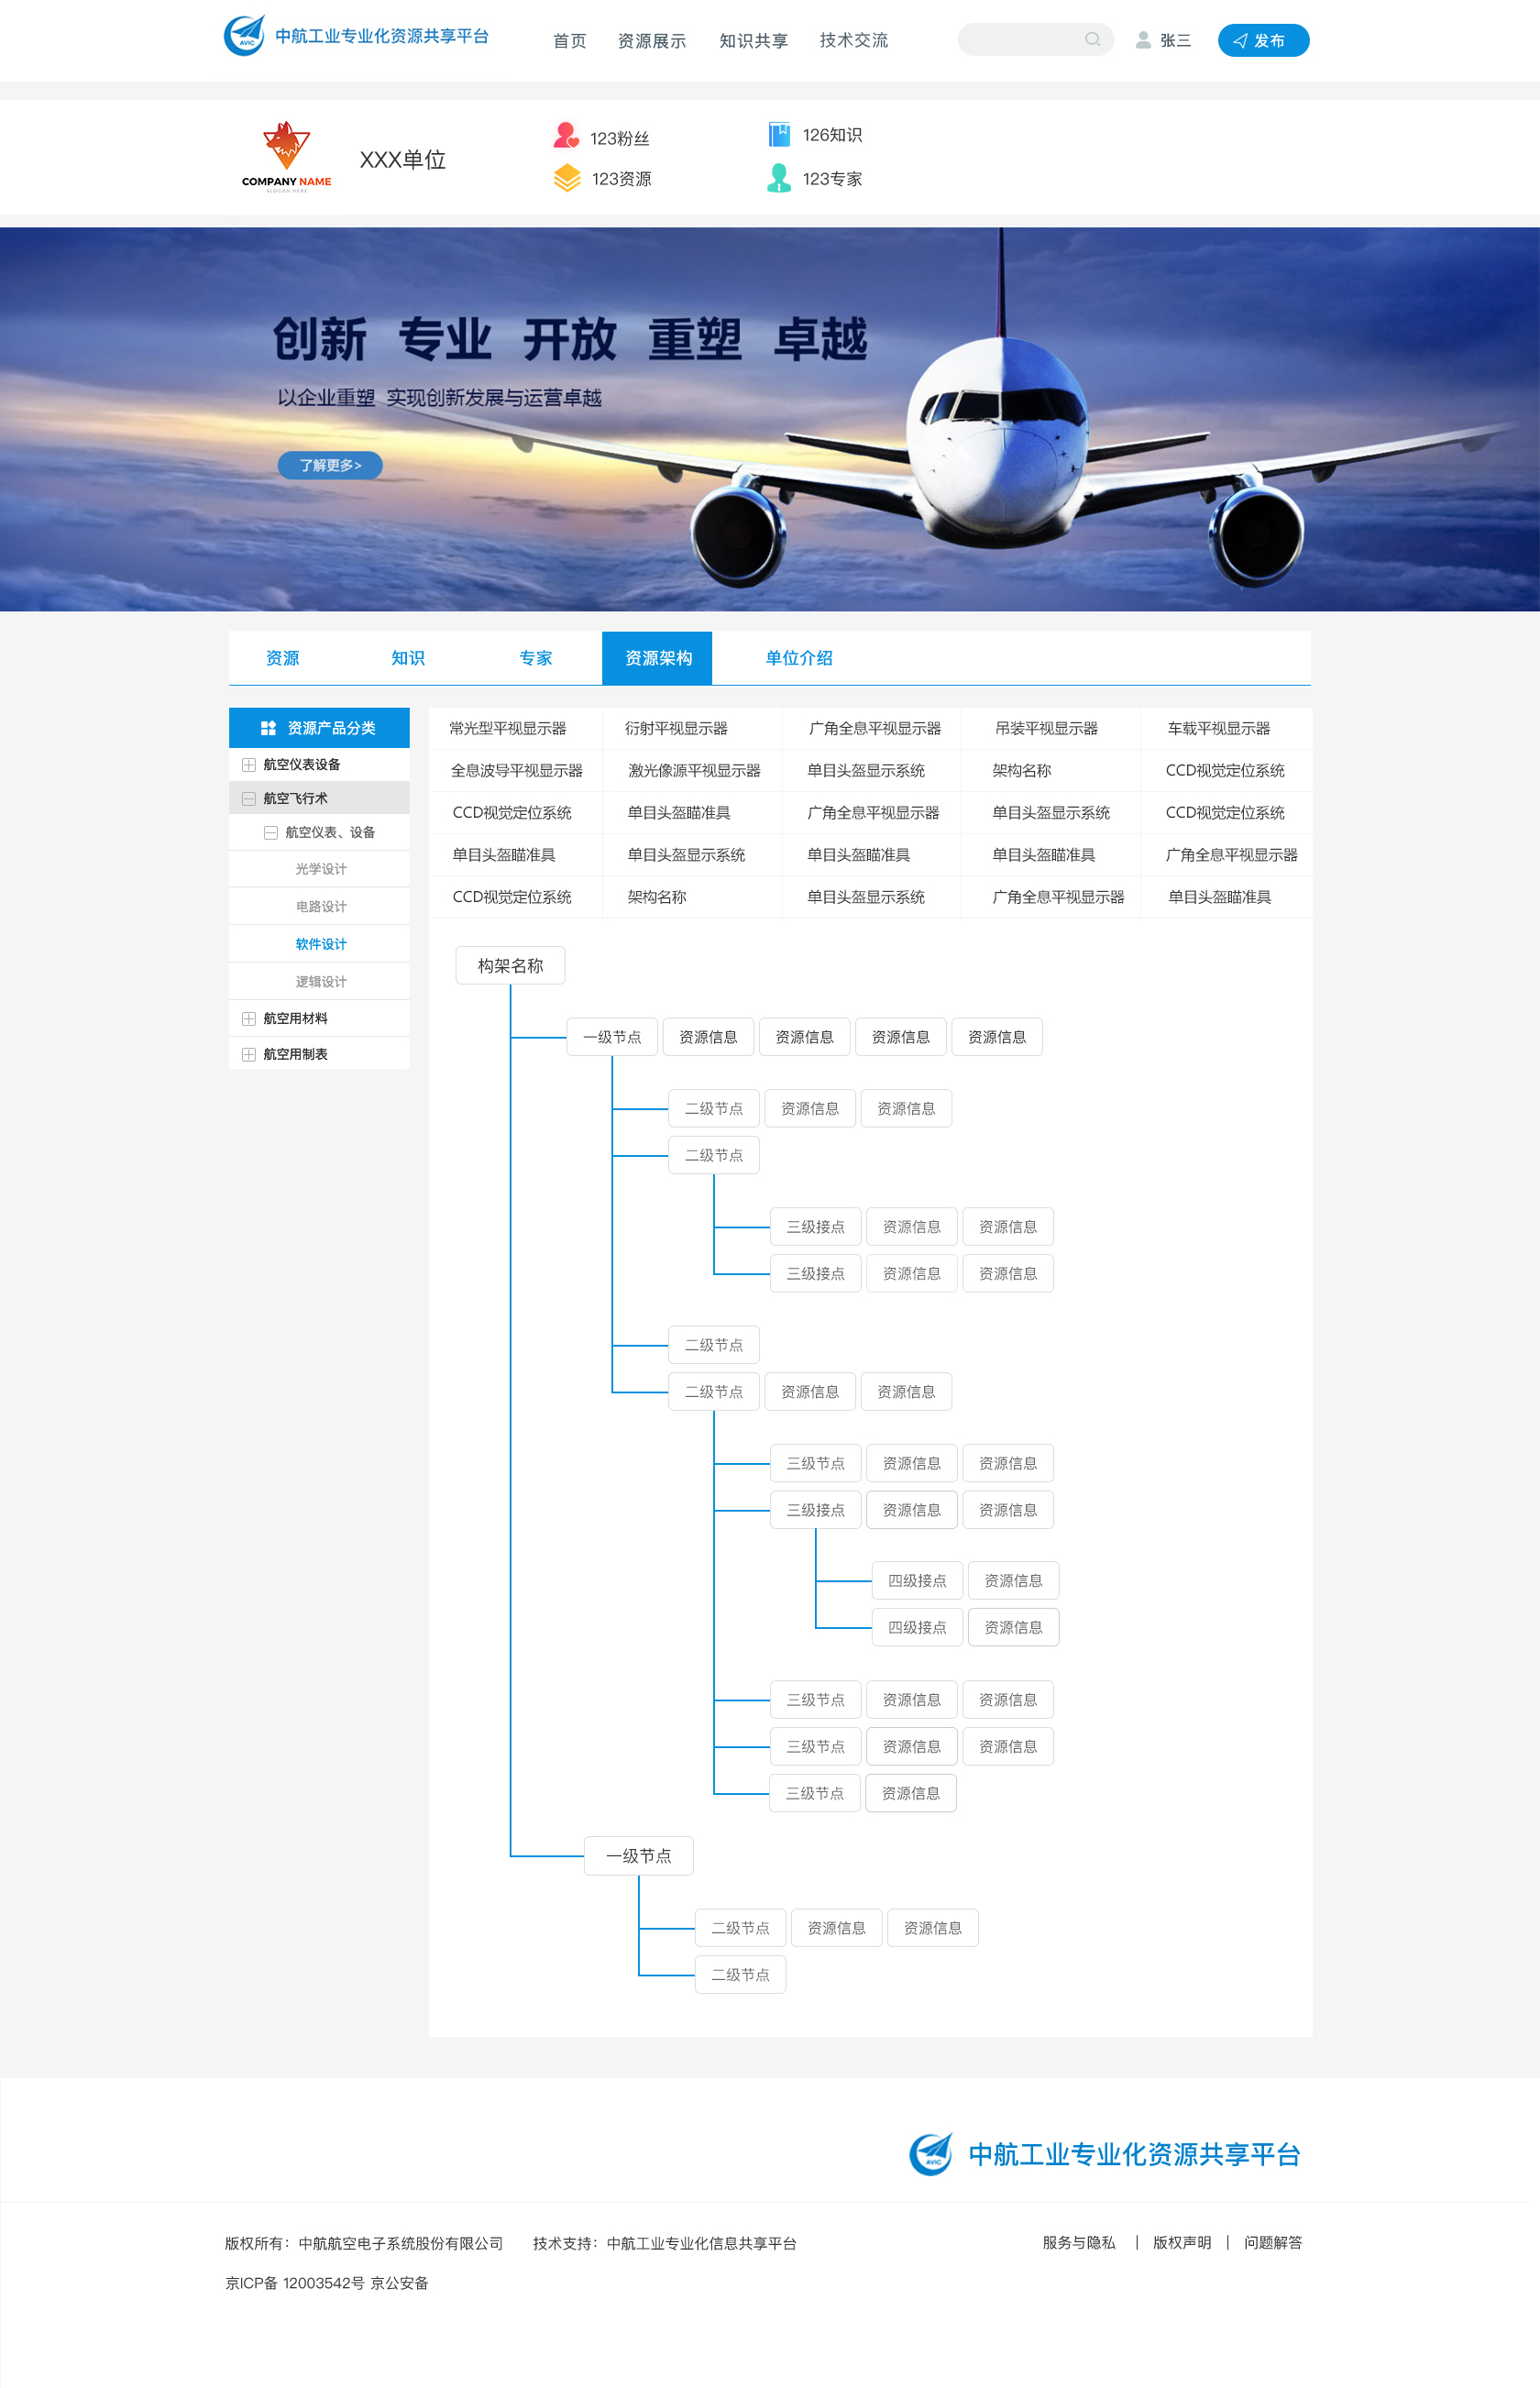 AVIC 中航工业专业化资源共享平台 首页 资源展示 知识共享 技术交流 张三 发布
COMPANY NAME
SLOGAN HERE
XXX单位
123粉丝 126知识
123资源 123专家
创新 专业 开放 重塑 卓越
以企业重塑 实现创新发展与运营卓越
了解更多>
资源 知识 专家 资源架构 单位介绍
资源产品分类
航空仪表设备
航空飞行术
航空仪表、设备
光学设计
电路设计
软件设计
逻辑设计
航空用材料
航空用制表
常光型平视显示器 衍射平视显示器 广角全息平视显示器 吊装平视显示器 车载平视显示器
全息波导平视显示器 激光像源平视显示器 单目头盔显示系统 架构名称 CCD视觉定位系统
CCD视觉定位系统 单目头盔瞄准具 广角全息平视显示器 单目头盔显示系统 CCD视觉定位系统
单目头盔瞄准具 单目头盔显示系统 单目头盔瞄准具 单目头盔瞄准具 广角全息平视显示器
CCD视觉定位系统 架构名称 单目头盔显示系统 广角全息平视显示器 单目头盔瞄准具
构架名称
一级节点 资源信息 资源信息 资源信息 资源信息
二级节点 资源信息 资源信息
二级节点
三级接点 资源信息 资源信息
三级接点 资源信息 资源信息
二级节点
二级节点 资源信息 资源信息
三级节点 资源信息 资源信息
三级接点 资源信息 资源信息
四级接点 资源信息
四级接点 资源信息
三级节点 资源信息 资源信息
三级节点 资源信息 资源信息
三级节点 资源信息
一级节点
二级节点 资源信息 资源信息
二级节点
AVIC 中航工业专业化资源共享平台
版权所有：中航航空电子系统股份有限公司 技术支持：中航工业专业化信息共享平台 服务与隐私 | 版权声明 | 问题解答
京ICP备 12003542号 京公安备